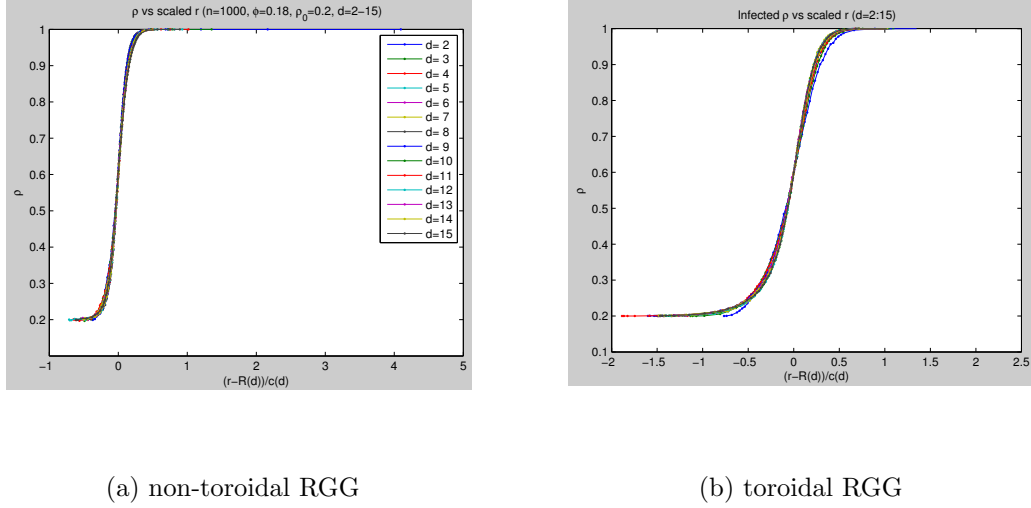 ρ vs scaled r (n=1000, ϕ=0.18, ρ0=0.2, d=2−15)
1
0.9
0.8
0.7
0.6
0.5
0.4
0.3
0.2
ρ
−1
0
1
2
3
4
5
(r−R(d))/c(d)
d= 2
d= 3
d= 4
d= 5
d= 6
d= 7
d= 8
d= 9
d=10
d=11
d=12
d=13
d=14
d=15
(a) non-toroidal RGG
Infected ρ vs scaled r (d=2:15)
1
0.9
0.8
0.7
0.6
0.5
0.4
0.3
0.2
0.1
ρ
−2
−1.5
−1
−0.5
0
0.5
1
1.5
2
2.5
(r−R(d))/c(d)
(b) toroidal RGG